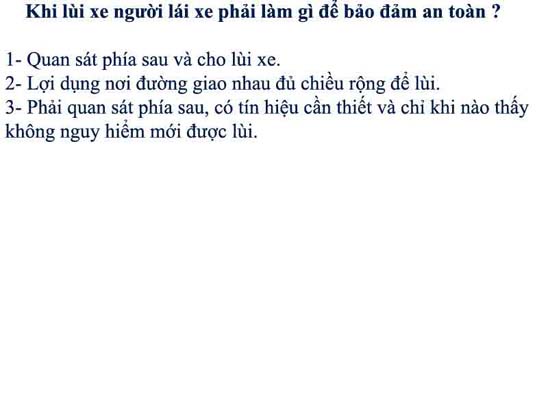 Khi lùi xe người lái xe phải làm gì để bảo đảm an toàn ?
1- Quan sát phía sau và cho lùi xe.
2- Lợi dụng nơi đường giao nhau đủ chiều rộng để lùi.
3- Phải quan sát phía sau, có tín hiệu cần thiết và chỉ khi nào thấy
không nguy hiểm mới được lùi.